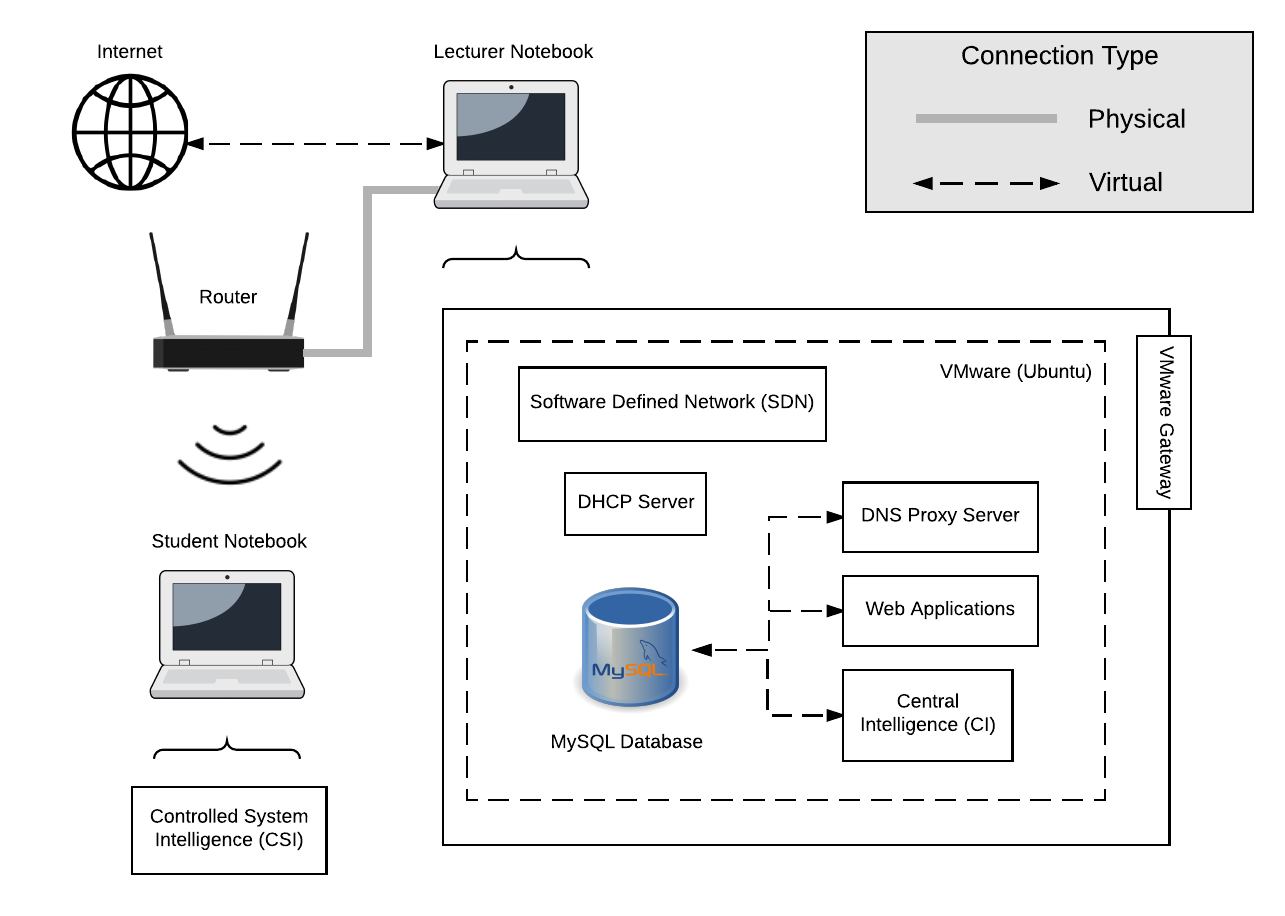 Internet
Lecturer Notebook
Connection Type
Physical
Virtual
Router
VMware (Ubuntu)
VMware Gateway
Software Defined Network (SDN)
DHCP Server
DNS Proxy Server
Student Notebook
Web Applications
MySQL
Central
Intelligence (CI)
MySQL Database
Controlled System
Intelligence (CSI)